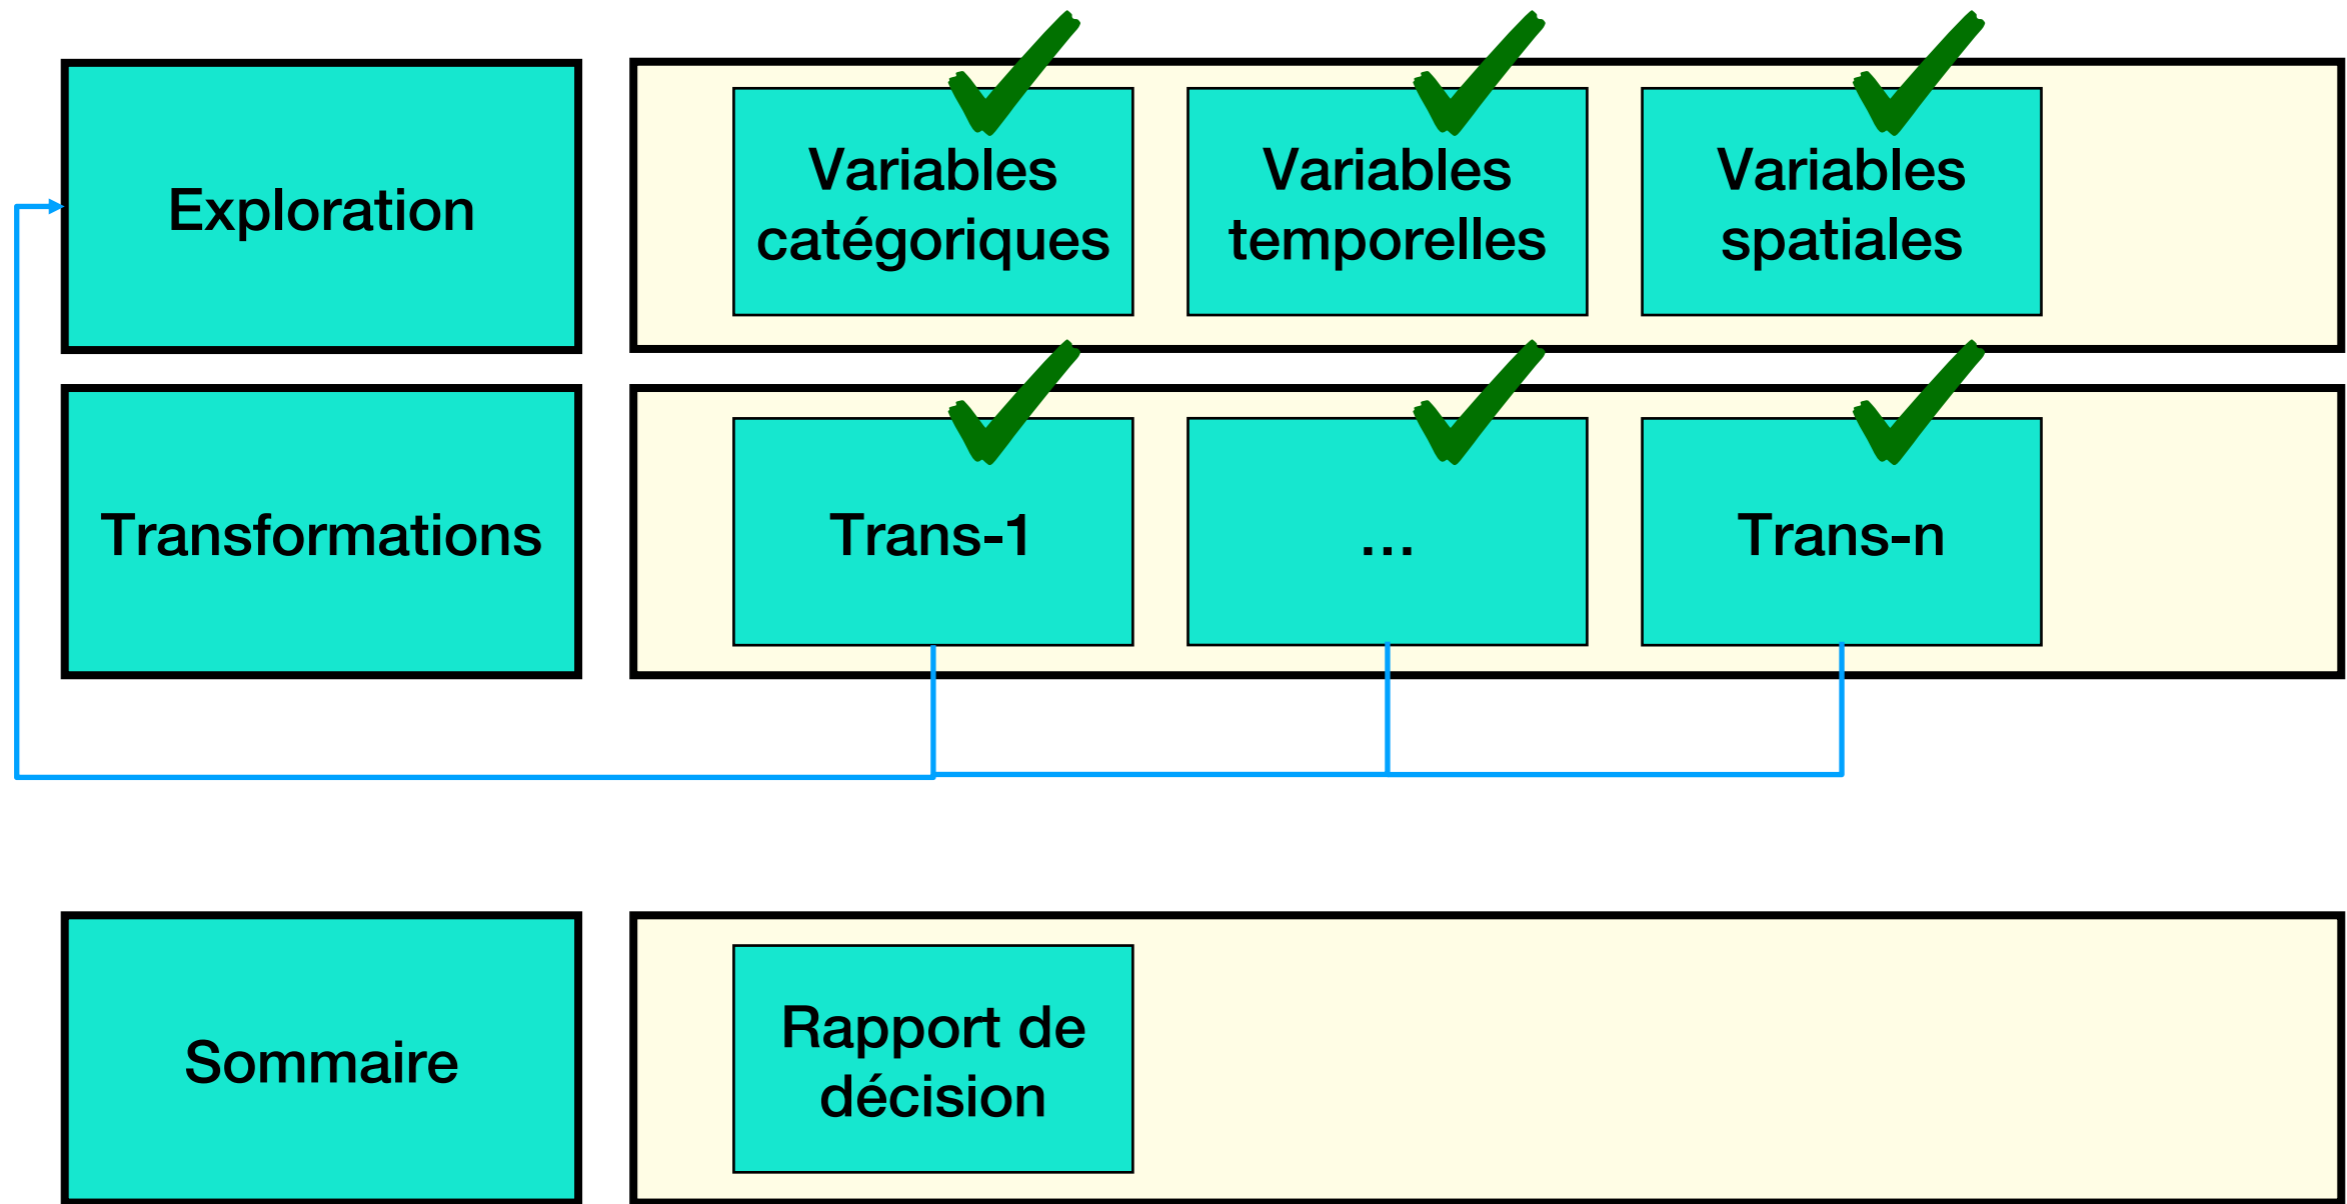 Exploration
Variables
catégoriques
Variables
temporelles
Variables
spatiales
Transformations
Trans-1
...
Trans-n
Sommaire
Rapport de
décision